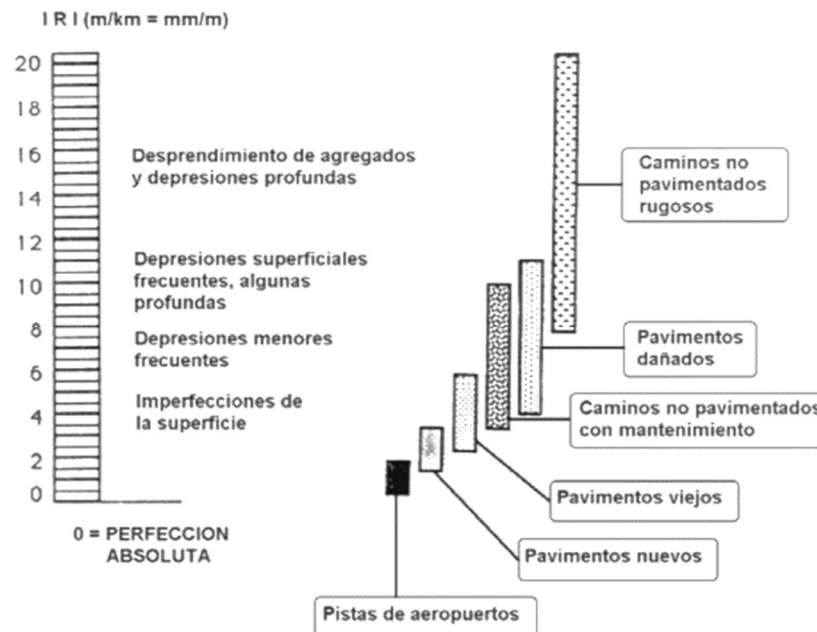 I R I (m/km = mm/m)
20
18
16
14
12
10
8
6
4
2
0
Desprendimiento de agregados
y depresiones profundas
Depresiones superficiales
frecuentes, algunas
profundas
Depresiones menores
frecuentes
Imperfecciones de
la superficie
0 = PERFECCION
ABSOLUTA
Caminos no
pavimentados
rugosos
Pavimentos
dañados
Caminos no pavimentados
con mantenimiento
Pavimentos viejos
Pavimentos nuevos
Pistas de aeropuertos